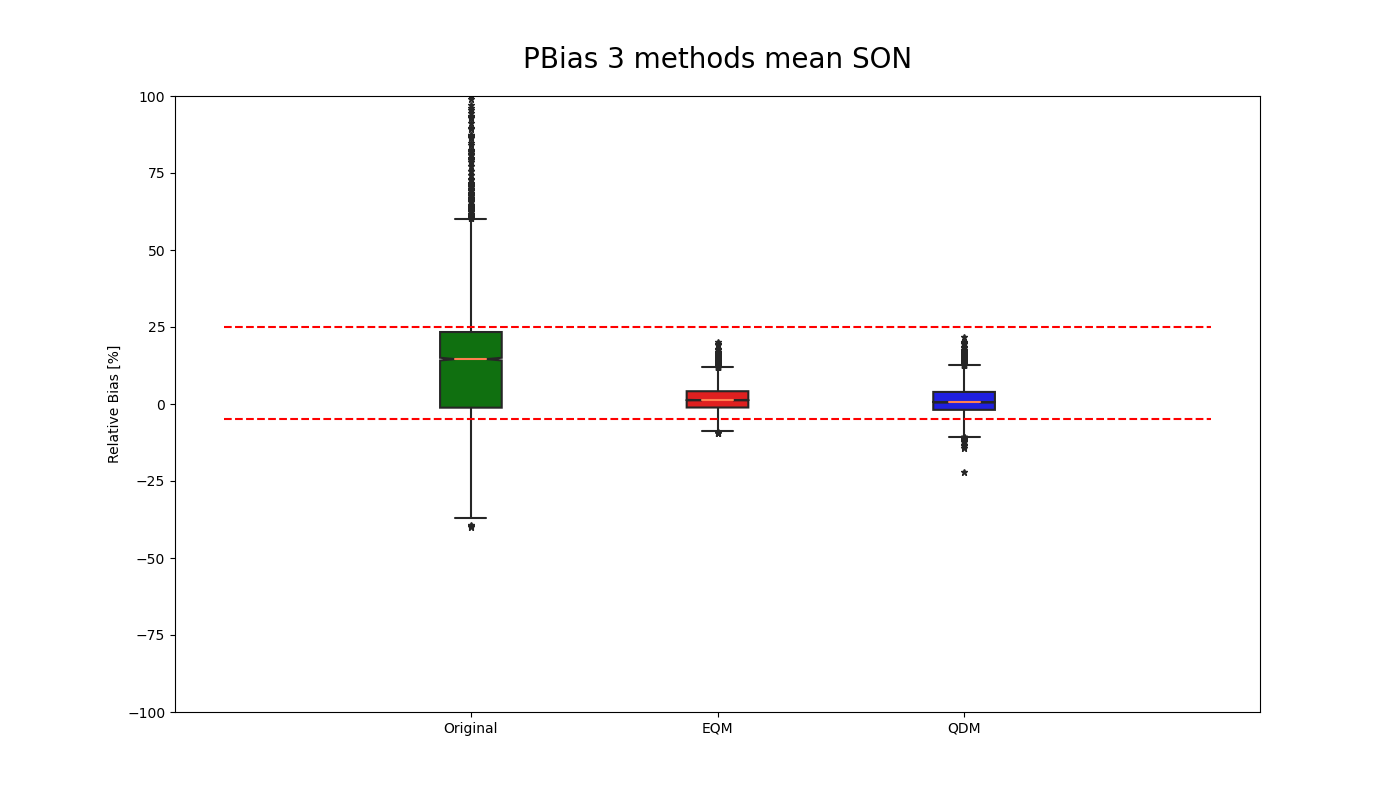 PBias 3 methods mean SON
100
75
50
25
0
−25
−50
−75
−100
Relative Bias [%]
Original
EQM
QDM